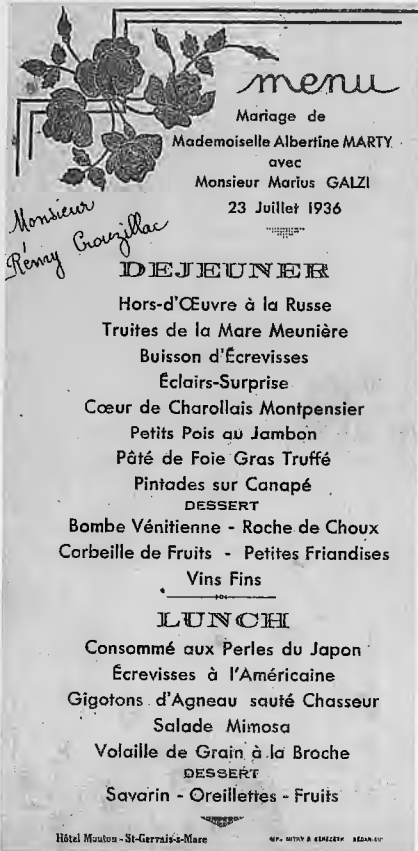 menu
Mariage de
Mademoiselle Albertine MARTY
avec
Monsieur Marius GALZI
23 Juillet 1936
Monsieur
Rémy Crouzillac
DEJEUNER
Hors-d'Œuvre à la Russe
Truites de la Mare Meunière
Buisson d'Écrevisses
Éclairs-Surprise
Cœur de Charollais Montpensier
Petits Pois au Jambon
Pâté de Foie Gras Truffé
Pintades sur Canapé
DESSERT
Bombe Vénitienne - Roche de Choux
Corbeille de Fruits - Petites Friandises
Vins Fins
LUNCH
Consommé aux Perles du Japon
Écrevisses à l'Américaine
Gigotons d'Agneau sauté Chasseur
Salade Mimosa
Volaille de Grain à la Broche
DESSERT
Savarin - Oreillettes - Fruits
Hôtel Mouton - St-Gervais-s-Mare